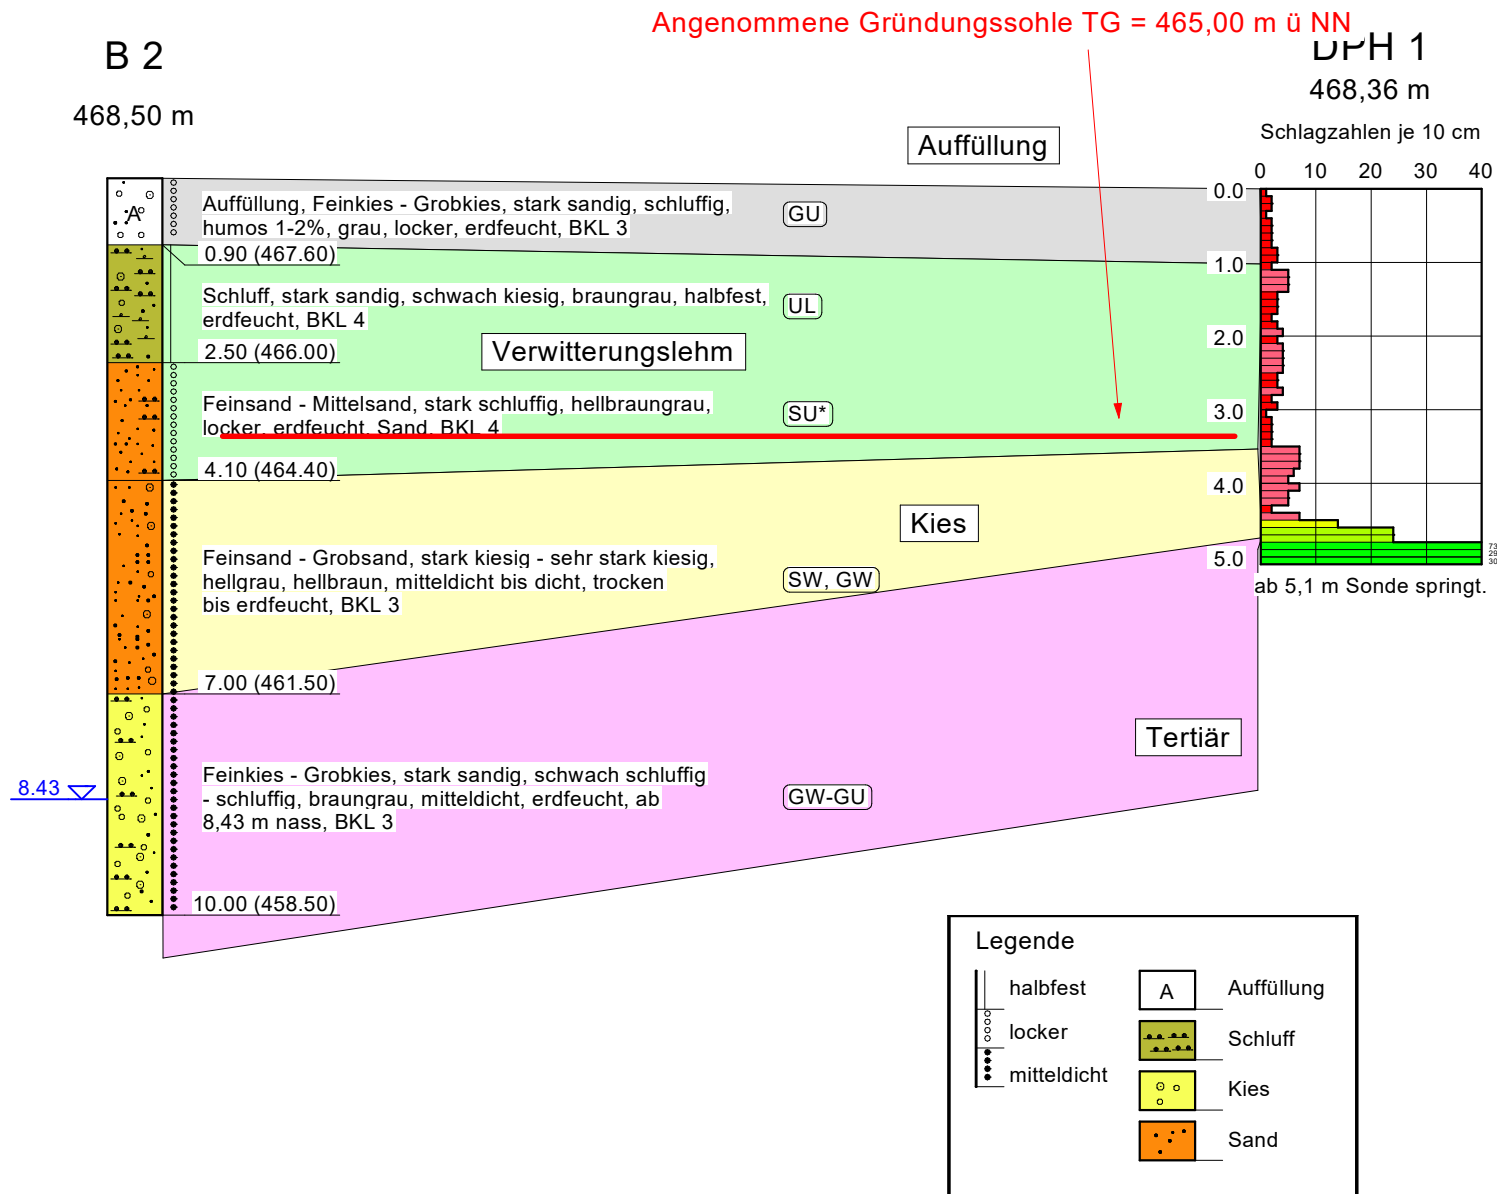 Angenommene Gründungssohle TG = 465,00 m ü NN
B 2
468,50 m
DPH 1
468,36 m
Schlagzahlen je 10 cm
0 10 20 30 40
Auffüllung
A
Auffüllung, Feinkies - Grobkies, stark sandig, schluffig,
humos 1-2%, grau, locker, erdfeucht, BKL 3
GU
0.90 (467.60)
Schluff, stark sandig, schwach kiesig, braungrau, halbfest,
erdfeucht, BKL 4
UL
Verwitterungslehm
2.50 (466.00)
Feinsand - Mittelsand, stark schluffig, hellbraungrau,
locker, erdfeucht, Sand, BKL 4
SU*
4.10 (464.40)
Kies
Feinsand - Grobsand, stark kiesig - sehr stark kiesig,
hellgrau, hellbraun, mitteldicht bis dicht, trocken
bis erdfeucht, BKL 3
SW, GW
7.00 (461.50)
Tertiär
8.43
Feinkies - Grobkies, stark sandig, schwach schluffig
- schluffig, braungrau, mitteldicht, erdfeucht, ab
8,43 m nass, BKL 3
GW-GU
10.00 (458.50)
0.0
1.0
2.0
3.0
4.0
5.0
73
29
30
ab 5,1 m Sonde springt.
Legende
halbfest
locker
mitteldicht
A Auffüllung
Schluff
Kies
Sand